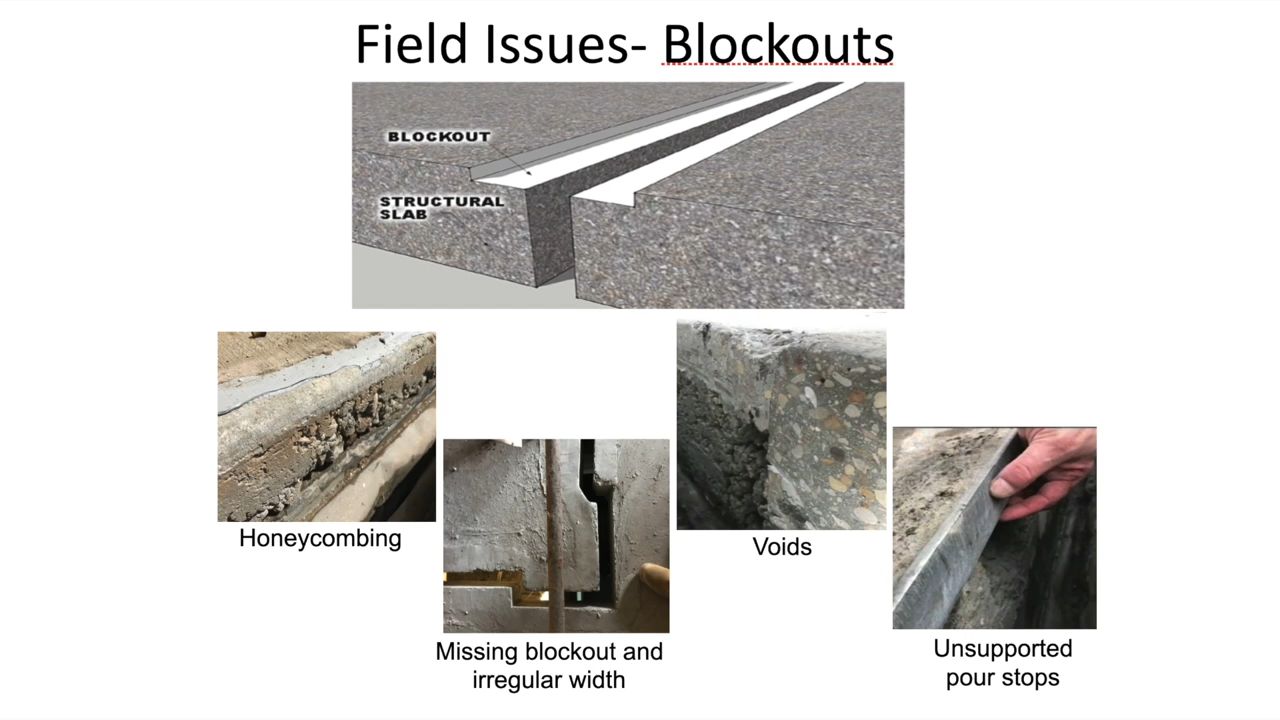 Field Issues- Blockouts
BLOCKOUT
STRUCTURAL
SLAB
Honeycombing
Missing blockout and
irregular width
Voids
Unsupported
pour stops